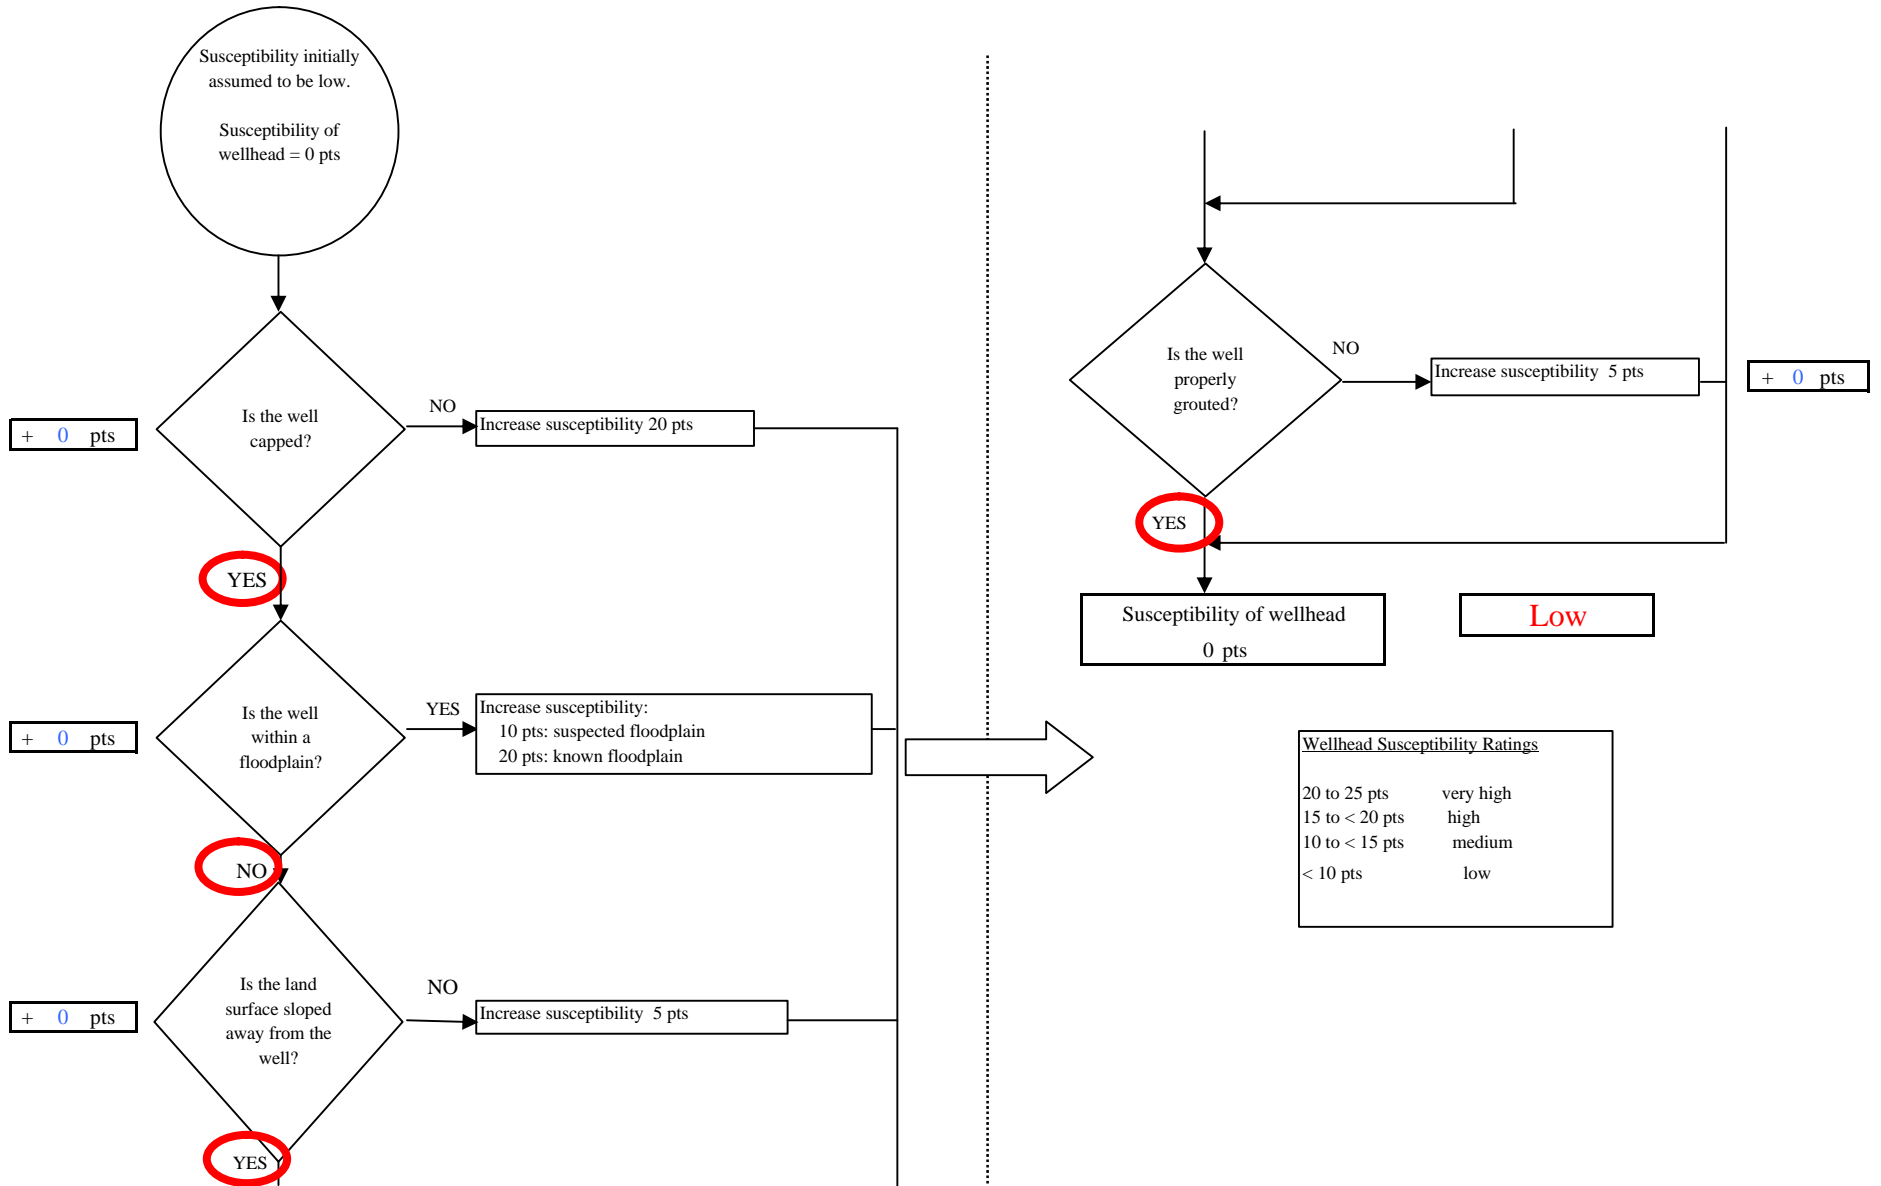 Susceptibility initially
assumed to be low.
Susceptibility of
wellhead = 0 pts
Is the well
capped?
NO
Increase susceptibility 20 pts
+ 0 pts
YES
Is the well
within a
floodplain?
YES
Increase susceptibility:
10 pts: suspected floodplain
20 pts: known floodplain
+ 0 pts
NO
Is the land
surface sloped
away from the
well?
NO
Increase susceptibility 5 pts
+ 0 pts
YES
Is the well
properly
grouted?
NO
Increase susceptibility 5 pts
+ 0 pts
YES
Susceptibility of wellhead
0 pts
Low
Wellhead Susceptibility Ratings
20 to 25 pts very high
15 to < 20 pts high
10 to < 15 pts medium
< 10 pts low